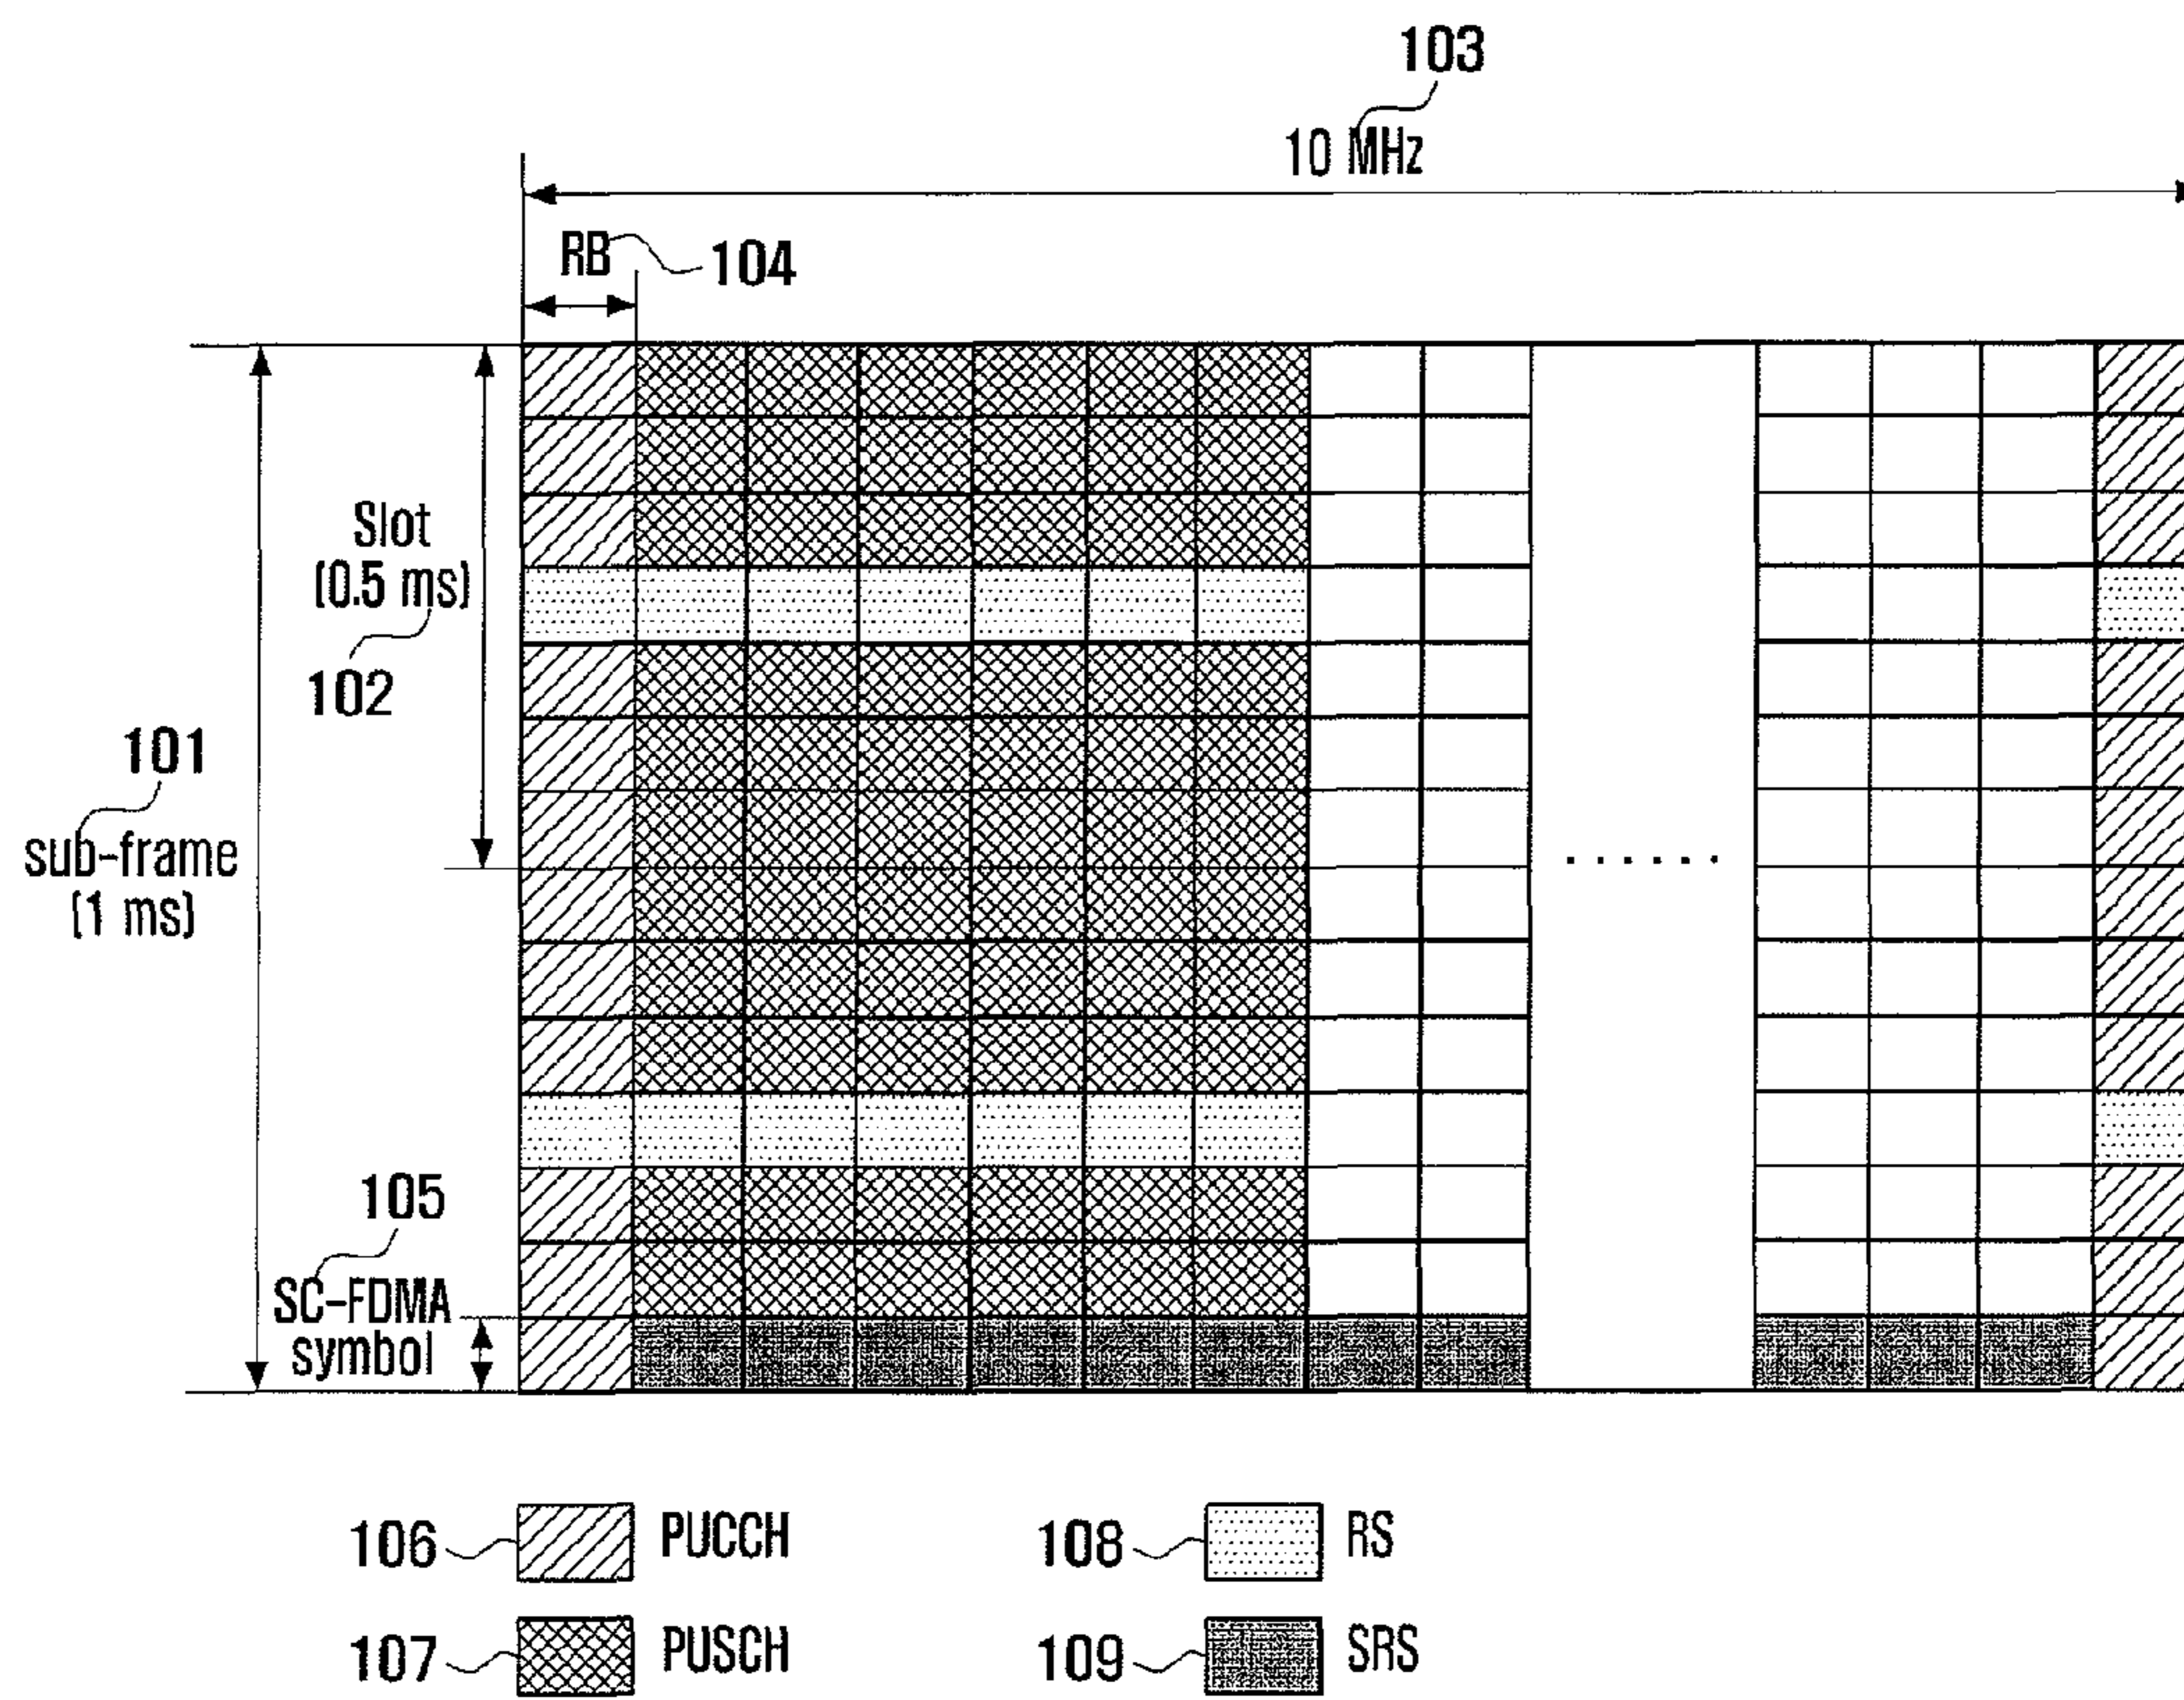 103
10 MHz
RB
104
Slot
(0.5 ms)
102
101
sub-frame
(1 ms)
......
105
SC-FDMA
symbol
106
PUCCH
108
RS
107
PUSCH
109
SRS